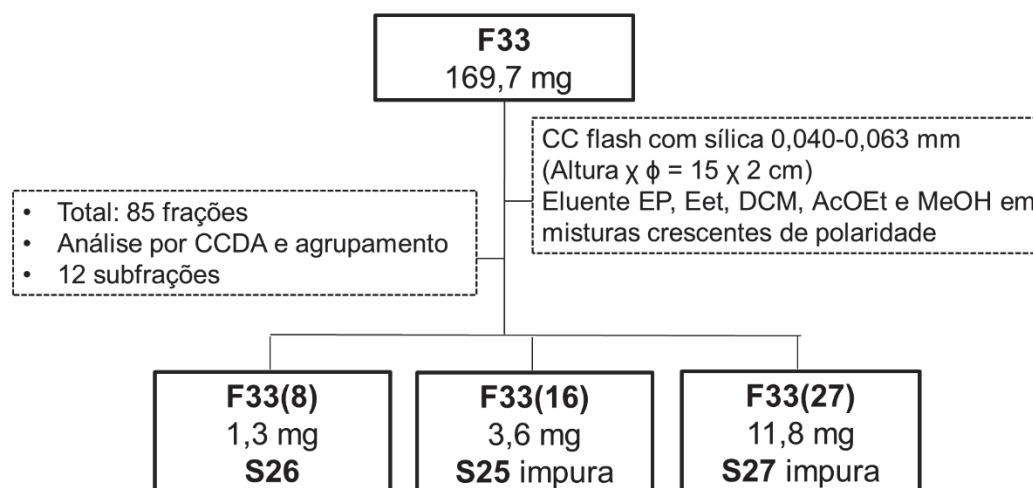 F33
169,7 mg
CC flash com sílica 0,040-0,063 mm
(Altura χ ϕ = 15 χ 2 cm)
Eluente EP, Eet, DCM, AcOEt e MeOH em
misturas crescentes de polaridade
• Total: 85 frações
• Análise por CCDA e agrupamento
• 12 subfrações
F33(8)
1,3 mg
S26
F33(16)
3,6 mg
S25 impura
F33(27)
11,8 mg
S27 impura